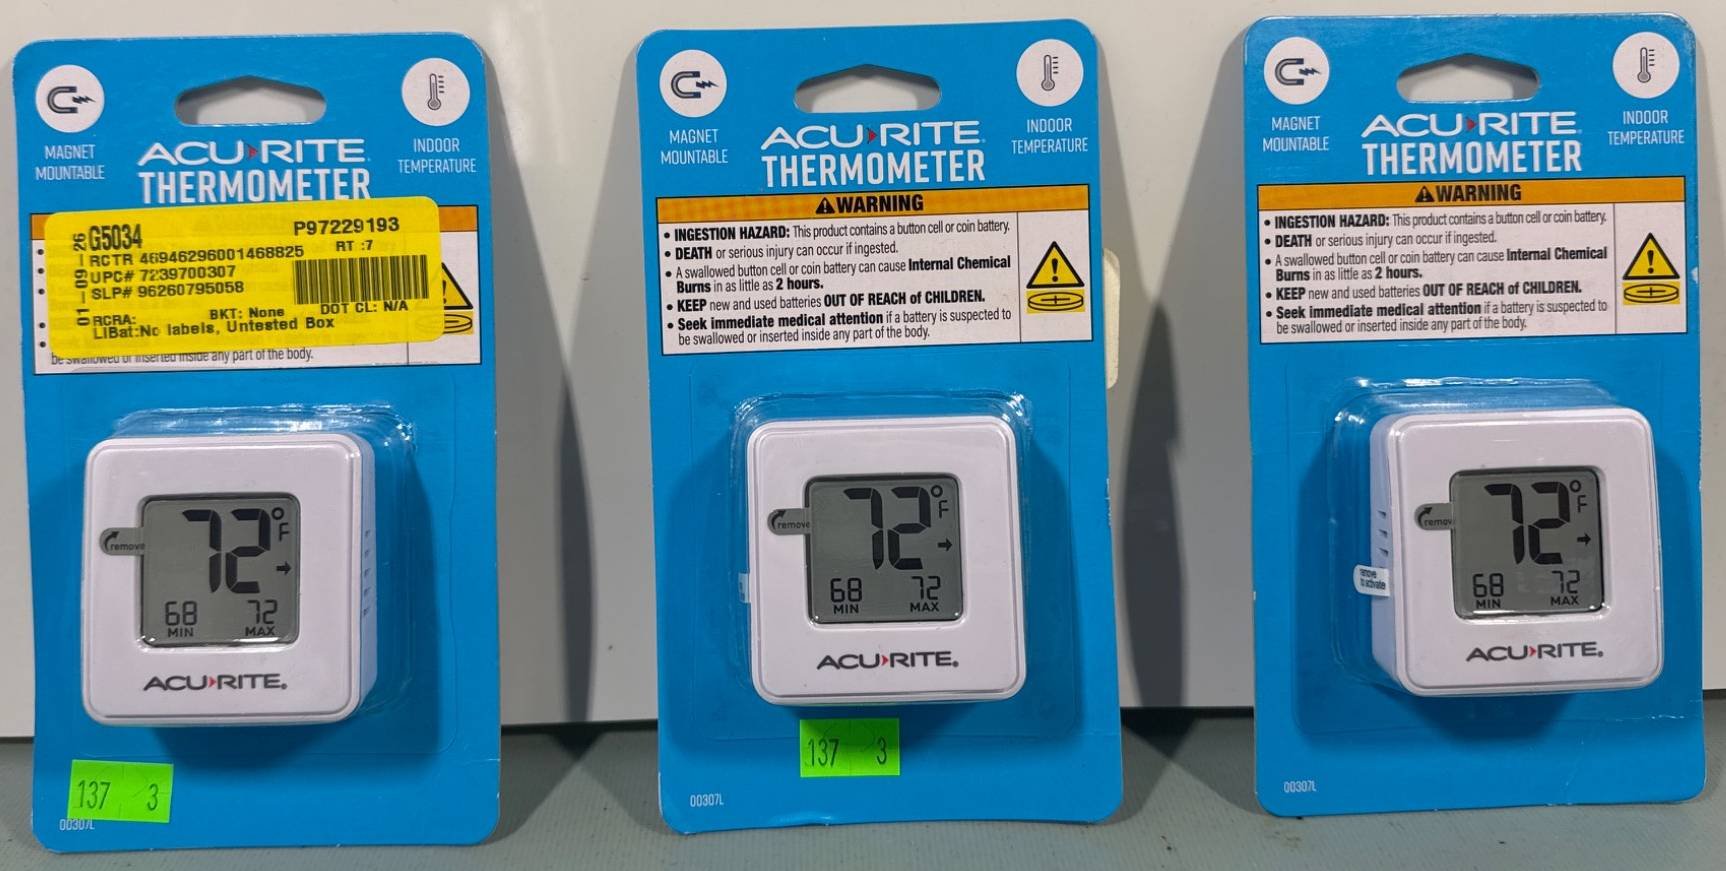 MAGNET
MOUNTABLE
INDOOR
TEMPERATURE
ACU›RITE
THERMOMETER
01-09-26
G5034
P97229193
RCTR 46946296001468825
RT :7
UPC# 7239700307
SLP# 96260795058
RCRA:
BKT: None
DOT CL: N/A
LIBat:No labels, Untested Box
be swallowed or inserted inside any part of the body.
remove
72°F
68
MIN
72
MAX
ACU›RITE
137 3
00307L
MAGNET
MOUNTABLE
INDOOR
TEMPERATURE
ACU›RITE
THERMOMETER
WARNING
• INGESTION HAZARD: This product contains a button cell or coin battery.
• DEATH or serious injury can occur if ingested.
• A swallowed button cell or coin battery can cause Internal Chemical
Burns in as little as 2 hours.
• KEEP new and used batteries OUT OF REACH of CHILDREN.
• Seek immediate medical attention if a battery is suspected to
be swallowed or inserted inside any part of the body.
remove
72°F
68
MIN
72
MAX
ACU›RITE
137 3
00307L
MAGNET
MOUNTABLE
INDOOR
TEMPERATURE
ACU›RITE
THERMOMETER
WARNING
• INGESTION HAZARD: This product contains a button cell or coin battery.
• DEATH or serious injury can occur if ingested.
• A swallowed button cell or coin battery can cause Internal Chemical
Burns in as little as 2 hours.
• KEEP new and used batteries OUT OF REACH of CHILDREN.
• Seek immediate medical attention if a battery is suspected to
be swallowed or inserted inside any part of the body.
remove
72°F
68
MIN
72
MAX
remove
to activate
ACU›RITE
00307L